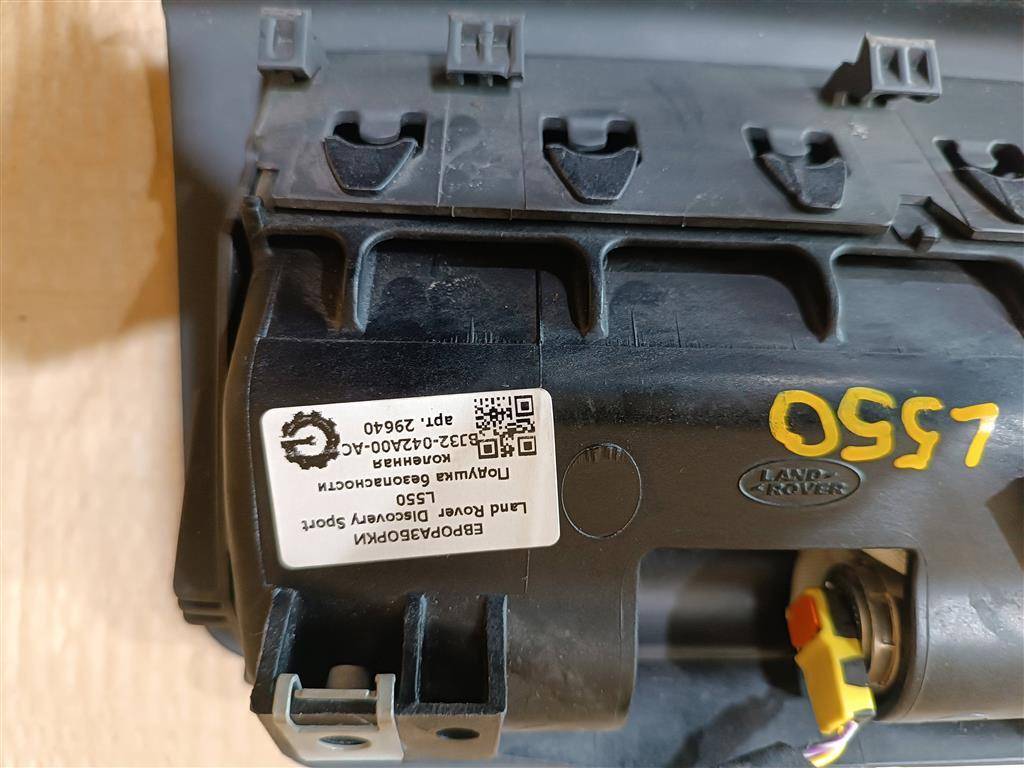 ЕВРОРАЗБОРКИ
Land Rover Discovery Sport
L550
Подушка безопасности
коленная
BJ32-042A00-AC
арт. 29640
L550
LAND
ROVER